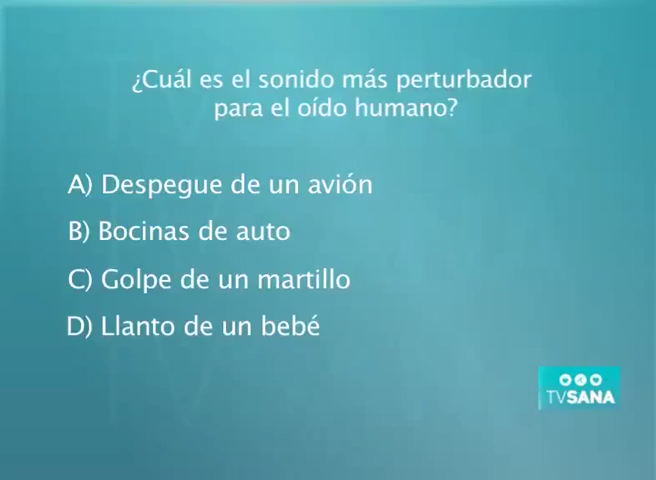 ¿Cuál es el sonido más perturbador
para el oído humano?
A) Despegue de un avión
B) Bocinas de auto
C) Golpe de un martillo
D) Llanto de un bebé
TVSANA